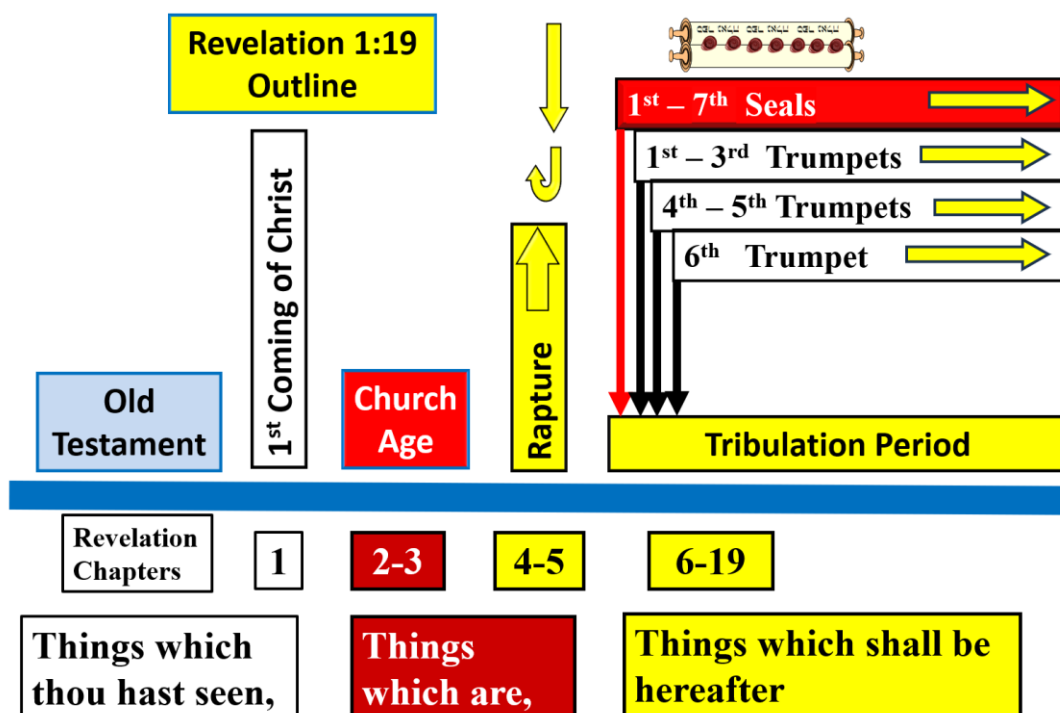 Revelation 1:19
Outline
1st – 7th Seals
1st – 3rd Trumpets
4th – 5th Trumpets
6th Trumpet
1st Coming of Christ
Old
Testament
Church
Age
Rapture
Tribulation Period
Revelation
Chapters
1
2-3
4-5
6-19
Things which
thou hast seen,
Things
which are,
Things which shall be
hereafter